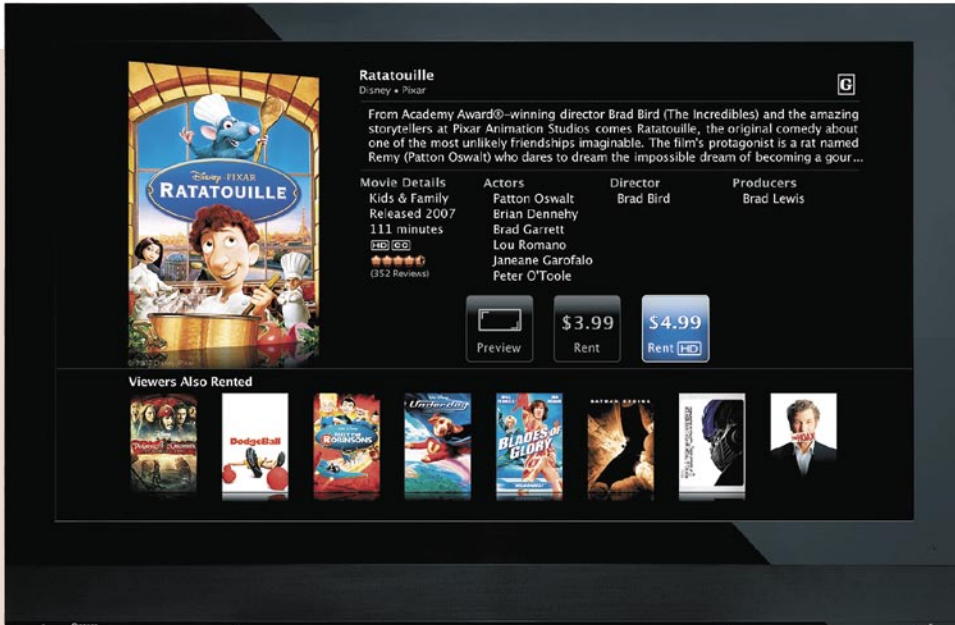 Ratatouille
Disney • Pixar
G
From Academy Award®-winning director Brad Bird (The Incredibles) and the amazing
storytellers at Pixar Animation Studios comes Ratatouille, the original comedy about
one of the most unlikely friendships imaginable. The film's protagonist is a rat named
Remy (Patton Oswalt) who dares to dream the impossible dream of becoming a gour...
Disney • PIXAR
RATATOUILLE
Movie Details
Kids & Family
Released 2007
111 minutes
HD CC
(352 Reviews)
Actors
Patton Oswalt
Brian Dennehy
Brad Garrett
Lou Romano
Janeane Garofalo
Peter O'Toole
Director
Brad Bird
Producers
Brad Lewis
Preview
$3.99
Rent
$4.99
Rent HD
Viewers Also Rented
DodgeBall
ROBINSONS
Underdog
BLADES
OF
GLORY
BATMAN BEGINS